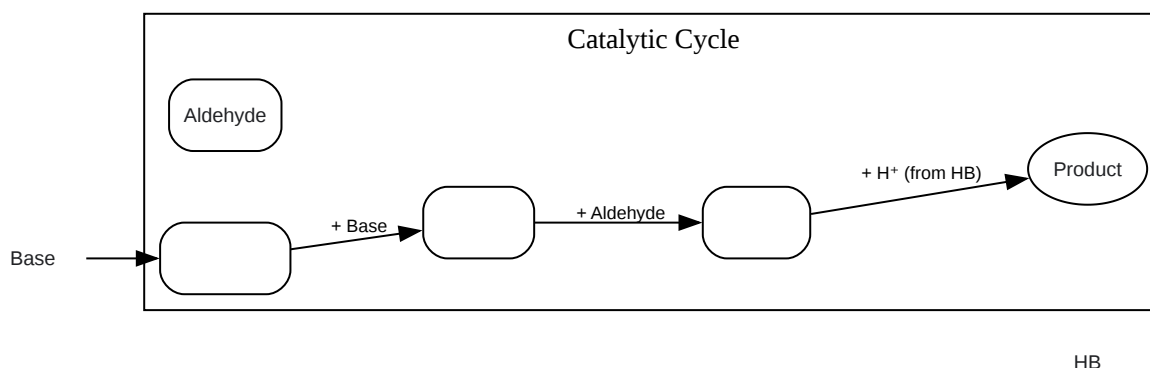 Catalytic Cycle
Aldehyde
+ H⁺ (from HB)
Product
+ Base
+ Aldehyde
Base
HB